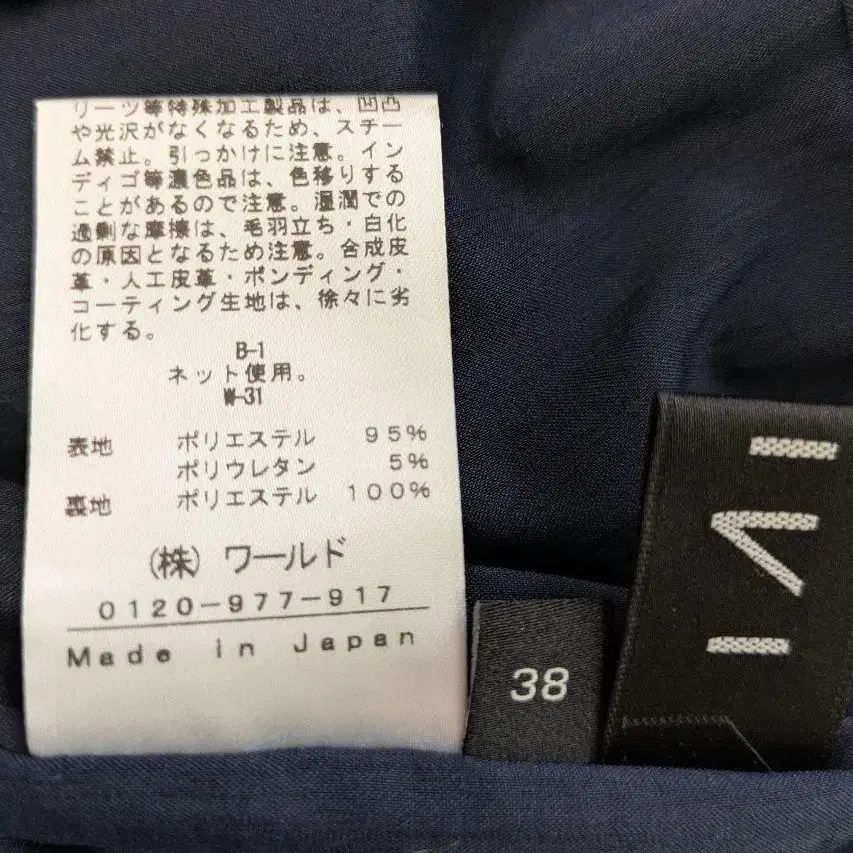 リーツ等特殊加工製品は、凹凸
や光沢がなくなるため、スチー
ム禁止。引っかけに注意。イン
ディゴ等濃色品は、色移りする
ことがあるので注意。湿潤での
過剰な摩擦は、毛羽立ち・白化
の原因となるため注意。合成皮
革・人工皮革・ボンディング・
コーティング生地は、徐々に劣
化する。
B-1
ネット使用。
W-31
表地 ポリエステル 95%
ポリウレタン 5%
裏地 ポリエステル 100%
(株) ワールド
0120-977-917
Made in Japan
38